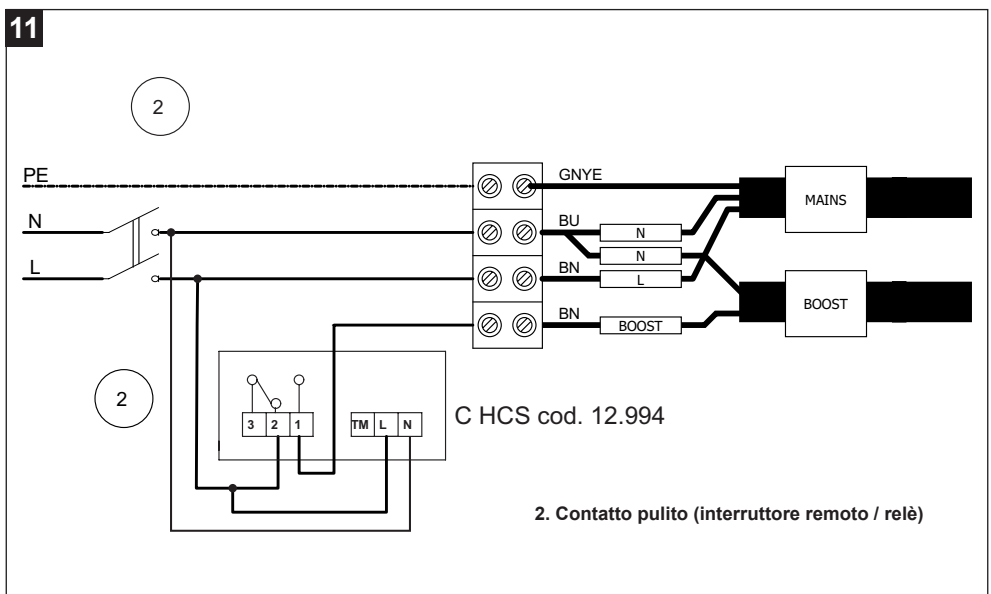 11
2
PE
GNYE
MAINS
N
BU
N
N
L
BN
L
BOOST
BN
BOOST
2
3 2 1
TM L N
C HCS cod. 12.994
2. Contatto pulito (interruttore remoto / relè)